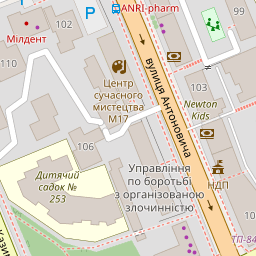 P
ANRI-pharm
99
Мілдент
110
102
Центр
сучасного
мистецтва
М17
вулиця Антоновича
103
Newton
Kids
106
Дитячий
садок №
253
Управління
по боротьбі
з організованою
злочинністю
НДП
P